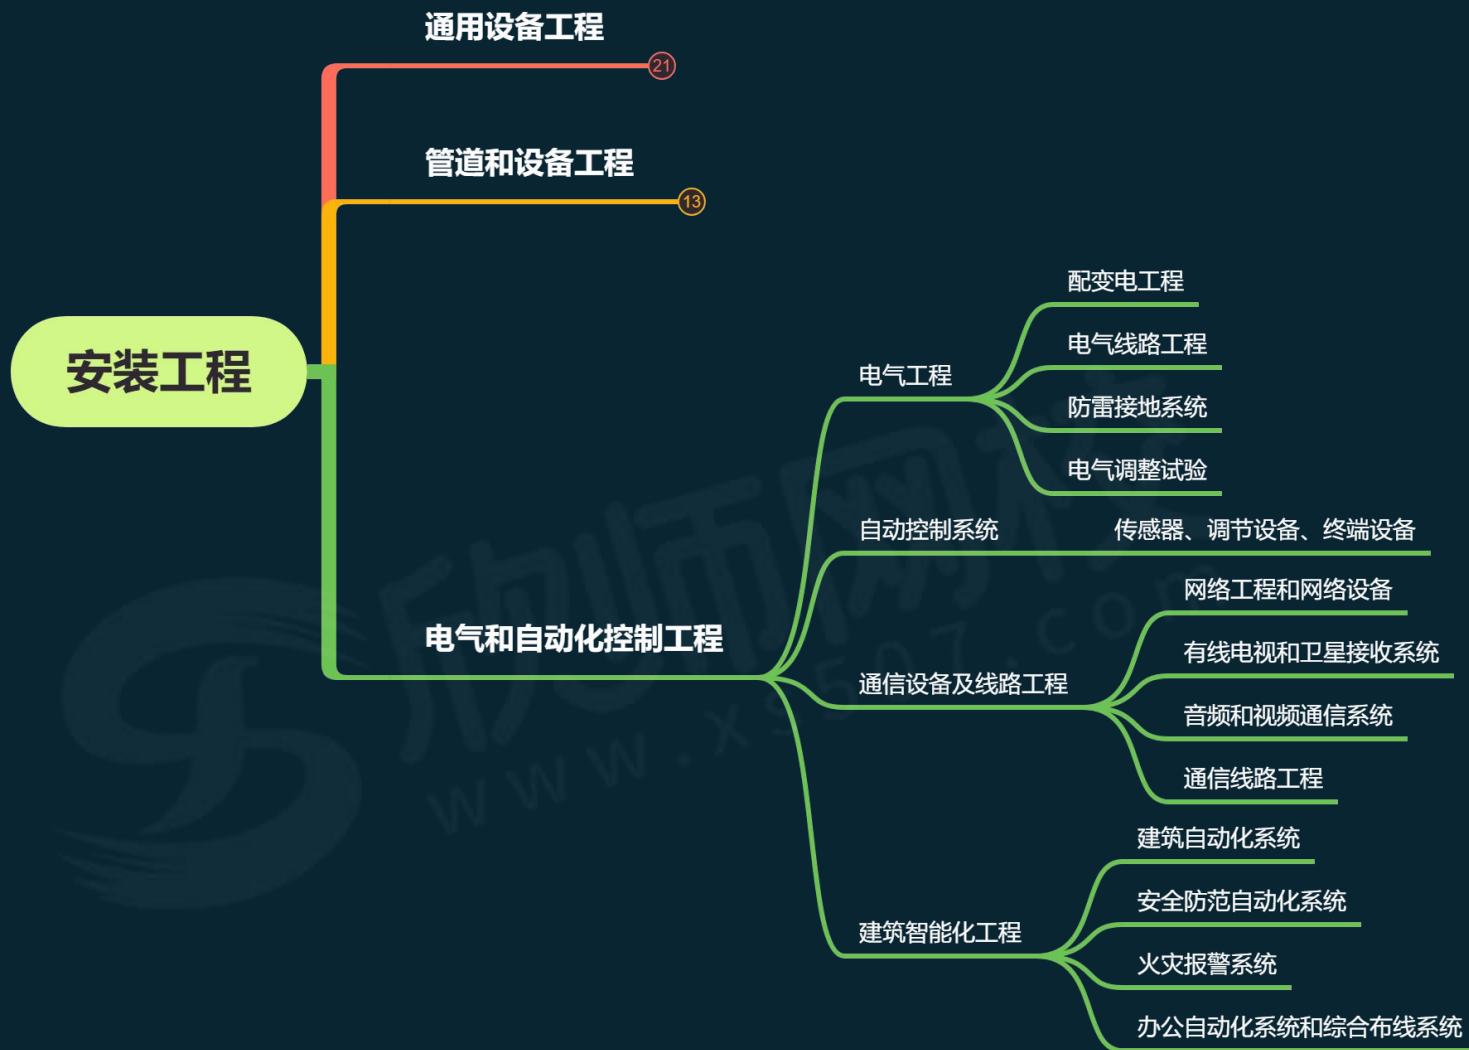 通用设备工程
21
管道和设备工程
13
安装工程
电气和自动化控制工程
电气工程
配变电工程
电气线路工程
防雷接地系统
电气调整试验
自动控制系统
传感器、调节设备、终端设备
通信设备及线路工程
网络工程和网络设备
有线电视和卫星接收系统
音频和视频通信系统
通信线路工程
建筑智能化工程
建筑自动化系统
安全防范自动化系统
火灾报警系统
办公自动化系统和综合布线系统
欣师网校
www.xs507.com